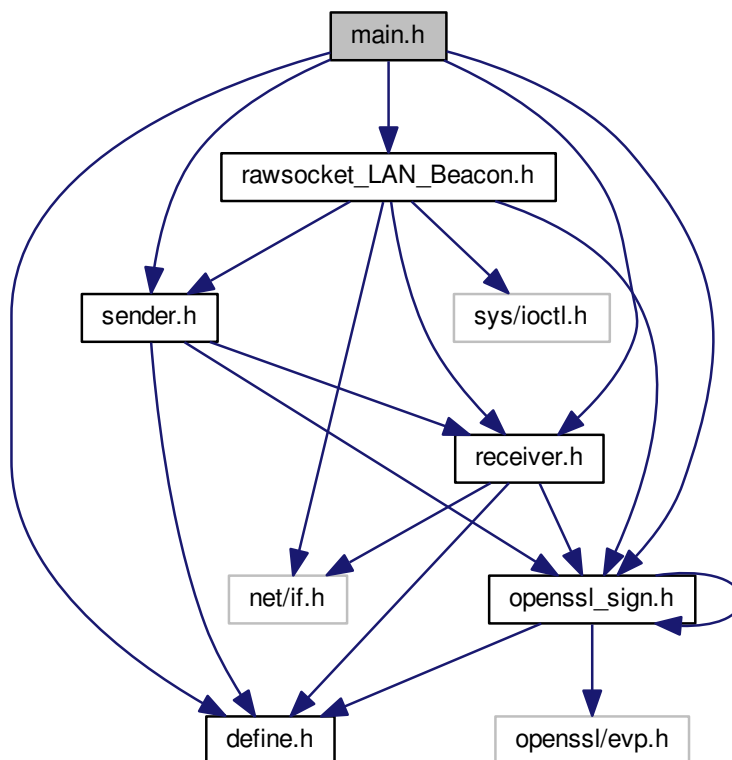 main.h
rawsocket_LAN_Beacon.h
sender.h
sys/ioctl.h
receiver.h
net/if.h
openssl_sign.h
define.h
openssl/evp.h